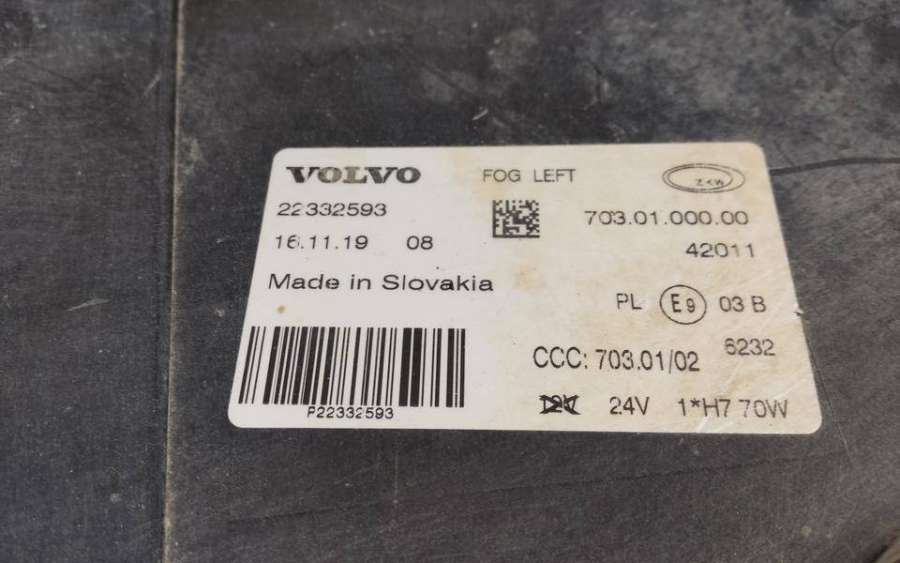 VOLVO FOG LEFT ZKW
22332593 703.01.000.00
16.11.19 08 42011
Made in Slovakia
PL E9 03 B
CCC: 703.01/02 6232
12V 24V 1*H7 70W
P22332593